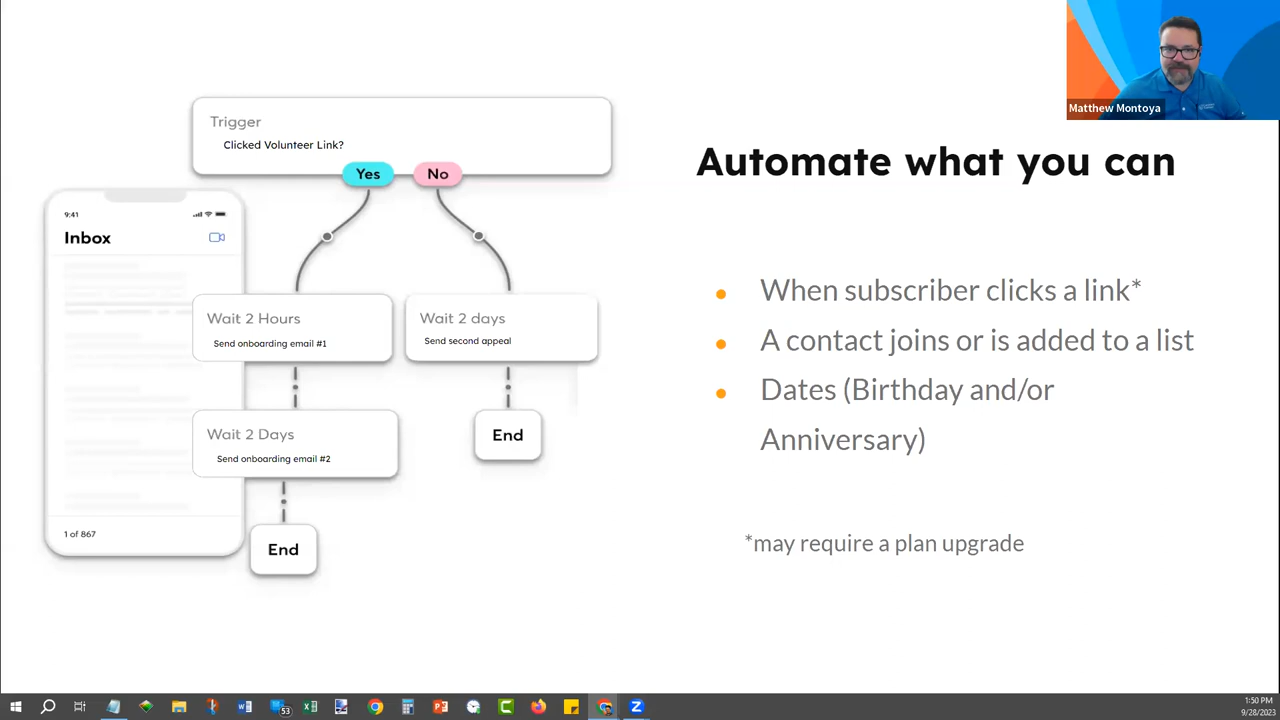 Matthew Montoya
Automate what you can
Trigger
Clicked Volunteer Link?
Yes
No
9:41
Inbox
Wait 2 Hours
Send onboarding email #1
Wait 2 days
Send second appeal
Wait 2 Days
Send onboarding email #2
End
End
1 of 867
When subscriber clicks a link*
A contact joins or is added to a list
Dates (Birthday and/or
Anniversary)
*may require a plan upgrade
53
1:50 PM
9/28/2023